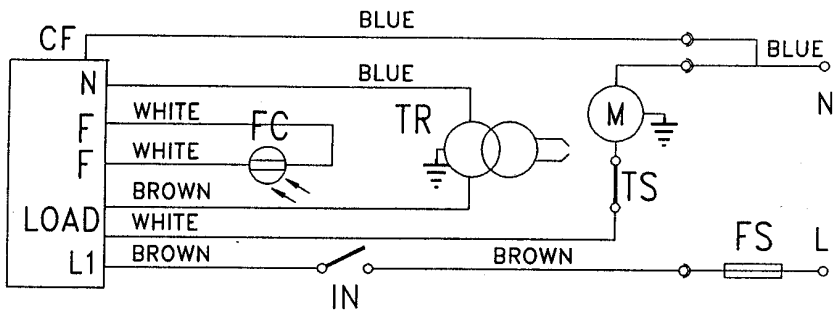 BLUE
CF
BLUE
BLUE
N
WHITE
F
FC
TR
M
N
WHITE
F
BROWN
TS
LOAD
WHITE
FS
L
L1
BROWN
BROWN
IN